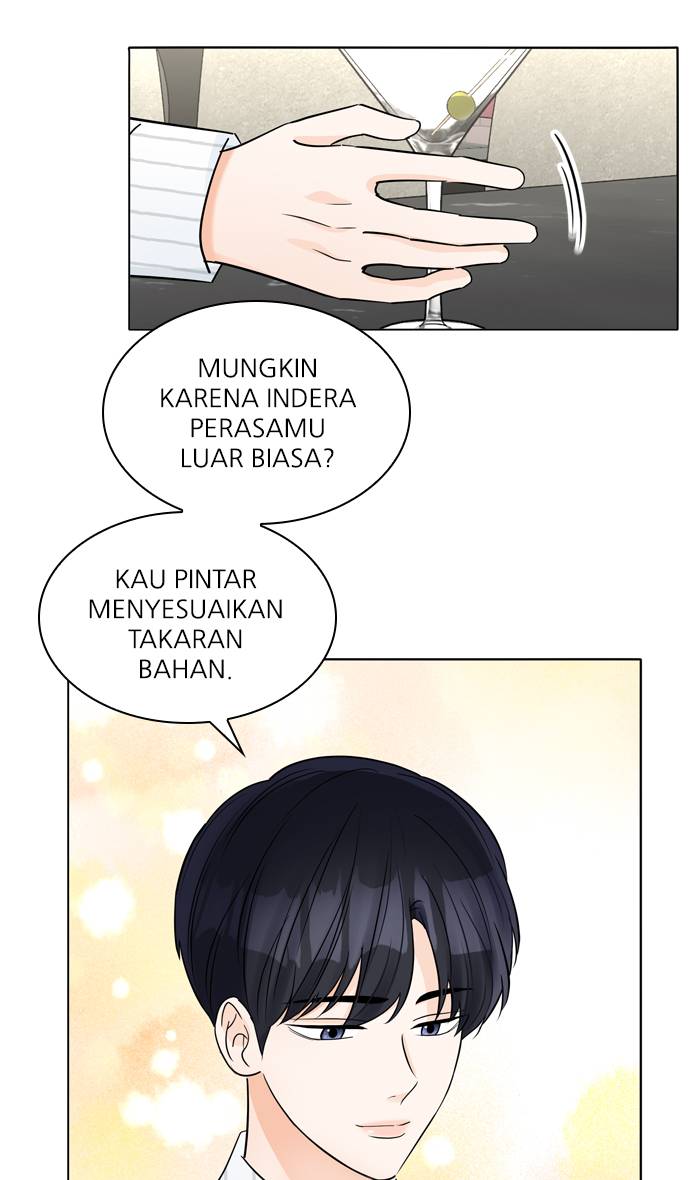 MUNGKIN
KARENA INDERA
PERASAMU
LUAR BIASA?
KAU PINTAR
MENYESUAIKAN
TAKARAN
BAHAN.